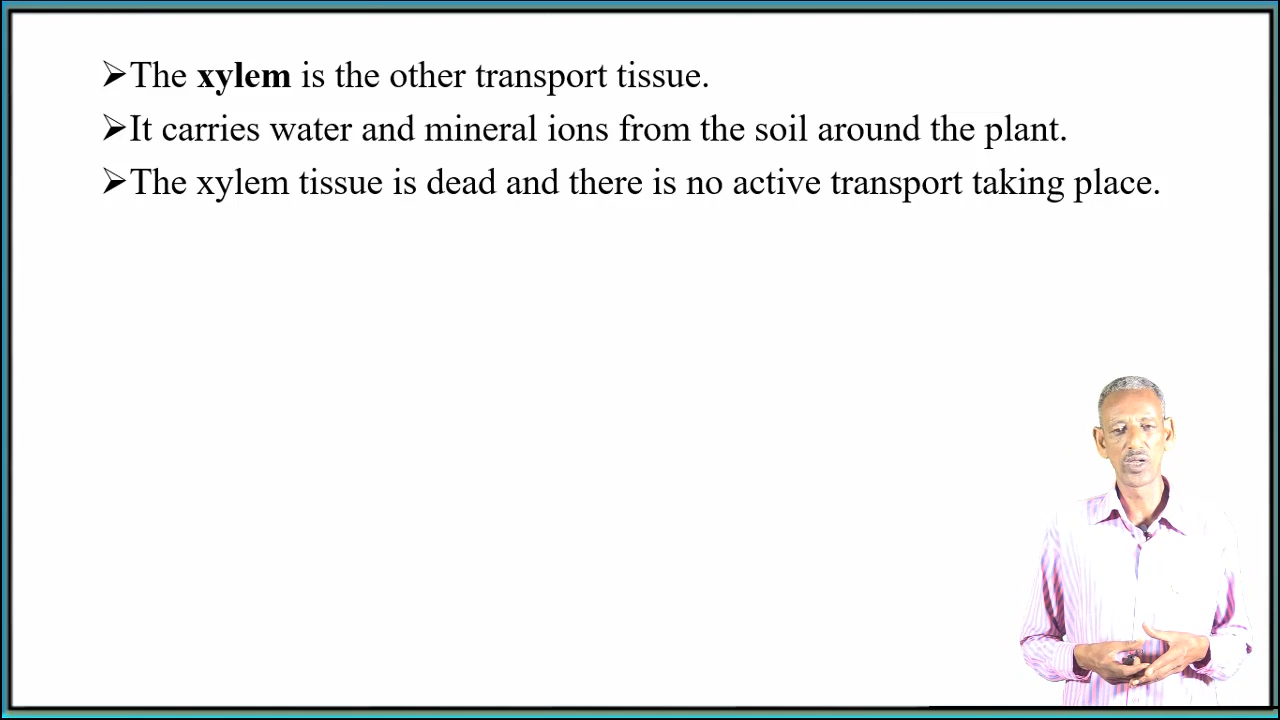 ➢The xylem is the other transport tissue.
➢It carries water and mineral ions from the soil around the plant.
➢The xylem tissue is dead and there is no active transport taking place.